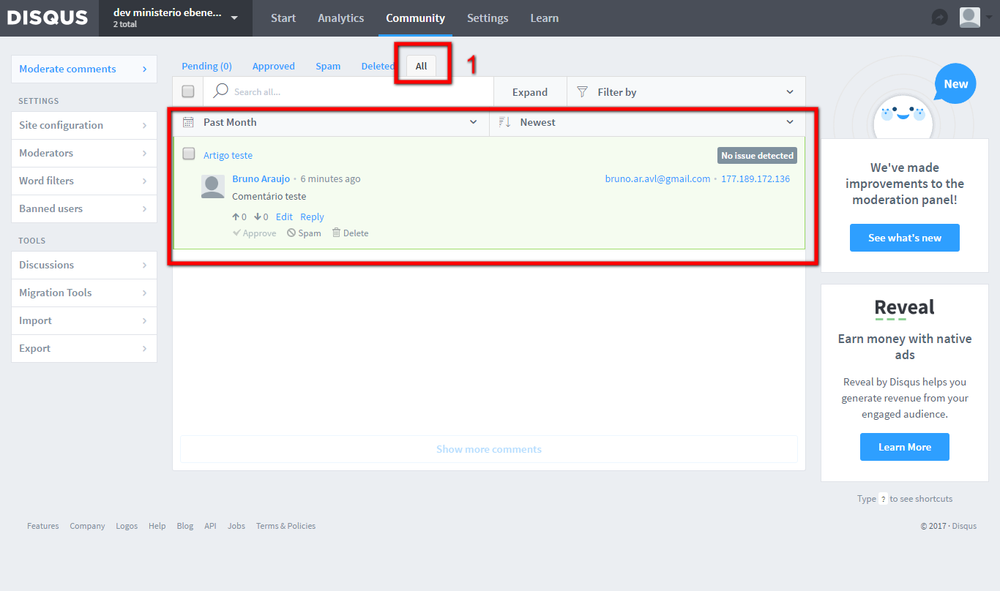 DISQUS
dev ministerio ebene...
2 total
Start Analytics Community Settings Learn
Moderate comments
SETTINGS
Site configuration
Moderators
Word filters
Banned users
TOOLS
Discussions
Migration Tools
Import
Export
Pending (0) Approved Spam Deleted All 1
Search all... Expand Filter by
Past Month Newest
Artigo teste No issue detected
Bruno Araujo • 6 minutes ago bruno.ar.avl@gmail.com • 177.189.172.136
Comentário teste
0 0 Edit Reply
Approve Spam Delete
Show more comments
New
We've made
improvements to the
moderation panel!
See what's new
Reveal
Earn money with native
ads
Reveal by Disqus helps you
generate revenue from your
engaged audience.
Learn More
Type ? to see shortcuts
Features Company Logos Help Blog API Jobs Terms & Policies
© 2017 · Disqus